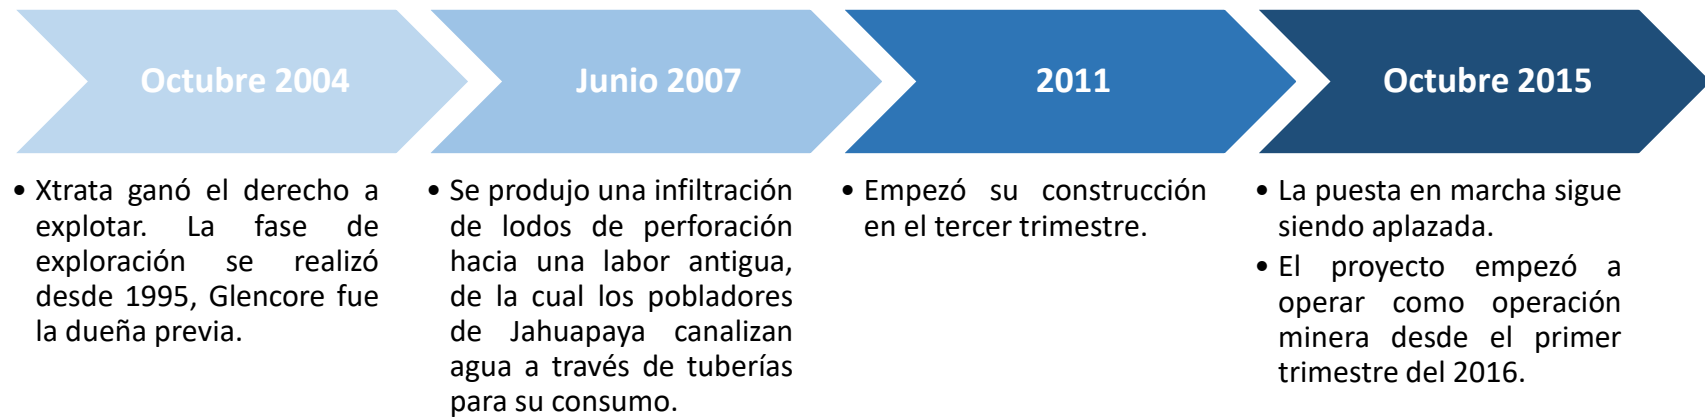 Octubre 2004
• Xtrata ganó el derecho a
explotar. La fase de
exploración se realizó
desde 1995, Glencore fue
la dueña previa.
Junio 2007
• Se produjo una infiltración
de lodos de perforación
hacia una labor antigua,
de la cual los pobladores
de Jahuapaya canalizan
agua a través de tuberías
para su consumo.
2011
• Empezó su construcción
en el tercer trimestre.
Octubre 2015
• La puesta en marcha sigue
siendo aplazada.
• El proyecto empezó a
operar como operación
minera desde el primer
trimestre del 2016.